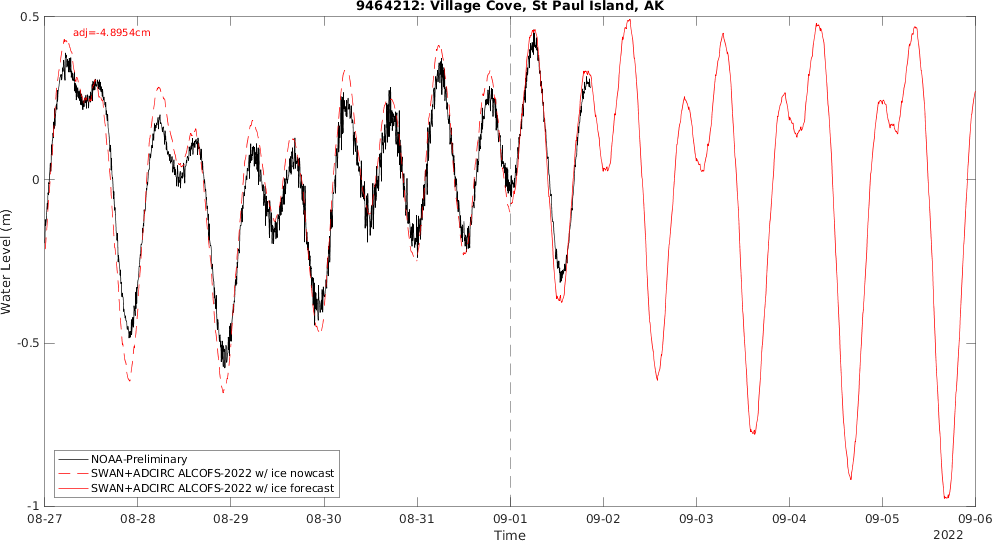 9464212: Village Cove, St Paul Island, AK
adj=-4.8954cm
0.5
0
-0.5
-1
Water Level (m)
NOAA-Preliminary
SWAN+ADCIRC ALCOFS-2022 w/ ice nowcast
SWAN+ADCIRC ALCOFS-2022 w/ ice forecast
08-27 08-28 08-29 08-30 08-31 09-01 09-02 09-03 09-04 09-05 09-06
Time
2022